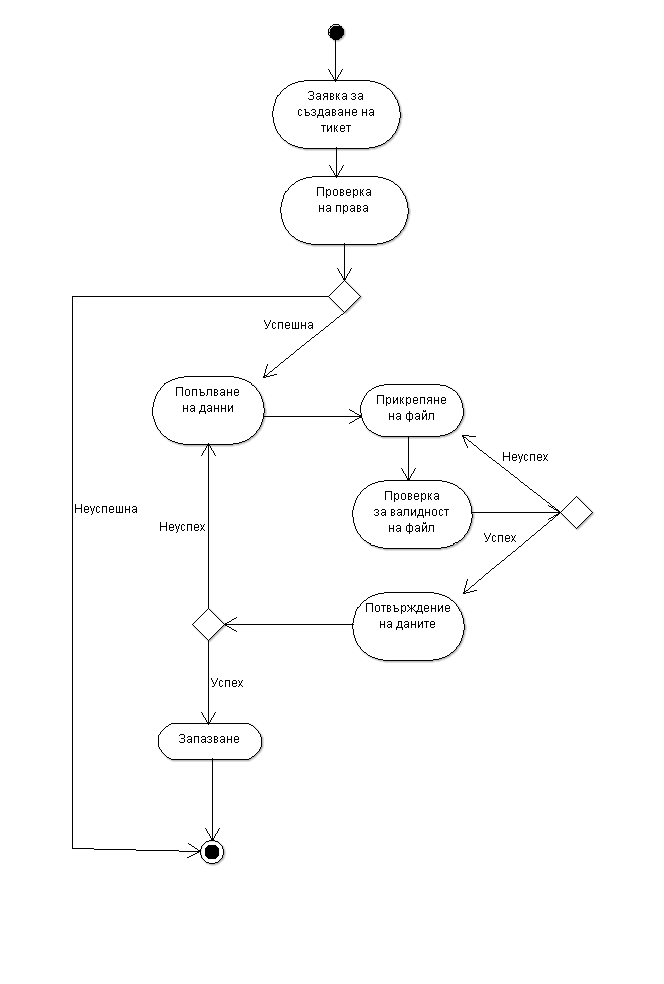 Заявка за
създаване на
тикет
Проверка
на права
Успешна
Попълване
на данни
Прикрепяне
на файл
Неуспех
Проверка
за валидност
на файл
Неуспешна
Неуспех
Успех
Потвърждение
на даните
Успех
Запазване